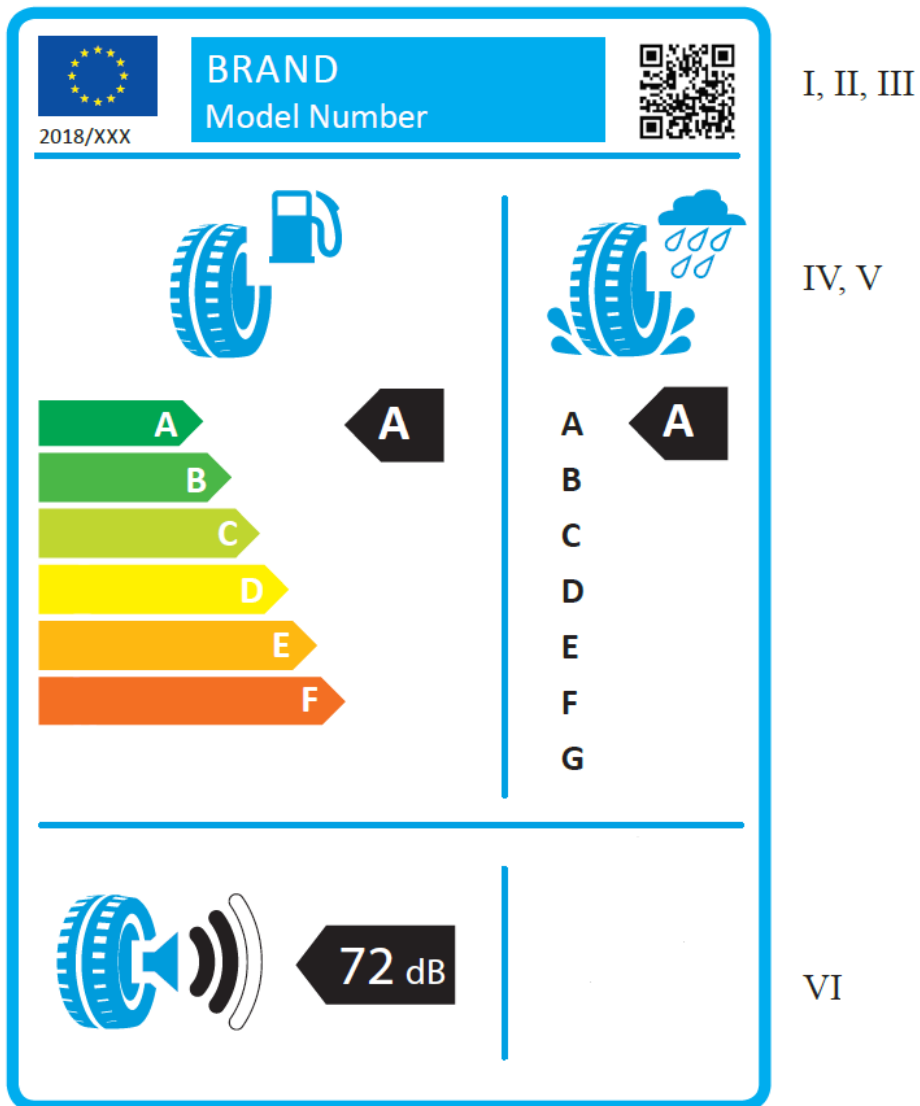 BRAND
Model Number
2018/XXX
I, II, III
IV, V
A
B
C
D
E
F
A
A
B
C
D
E
F
G
A
72 dB
VI